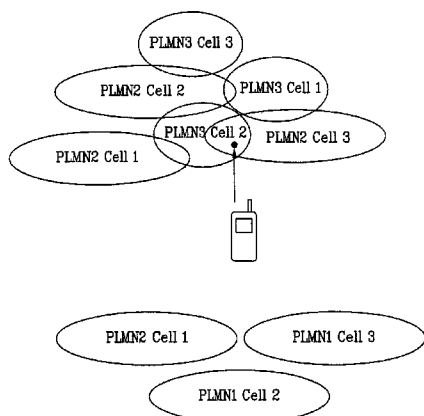 PLMN3 Cell 3
PLMN2 Cell 2
PLMN3 Cell 1
PLMN3 Cell 2
PLMN2 Cell 3
PLMN2 Cell 1
PLMN2 Cell 1
PLMN1 Cell 3
PLMN1 Cell 2